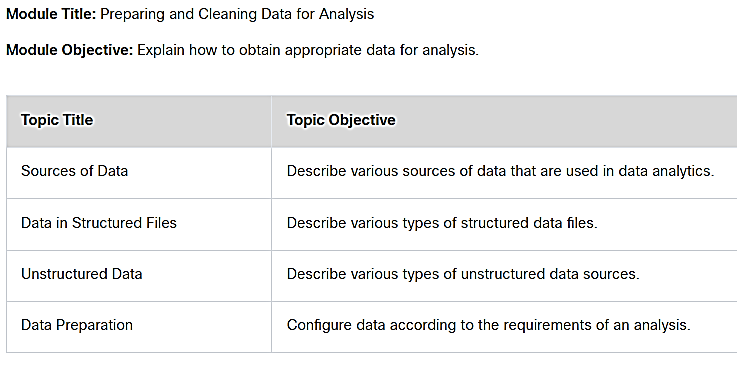 Module Title: Preparing and Cleaning Data for Analysis
Module Objective: Explain how to obtain appropriate data for analysis.
Topic Title Topic Objective
Sources of Data Describe various sources of data that are used in data analytics.
Data in Structured Files Describe various types of structured data files.
Unstructured Data Describe various types of unstructured data sources.
Data Preparation Configure data according to the requirements of an analysis.